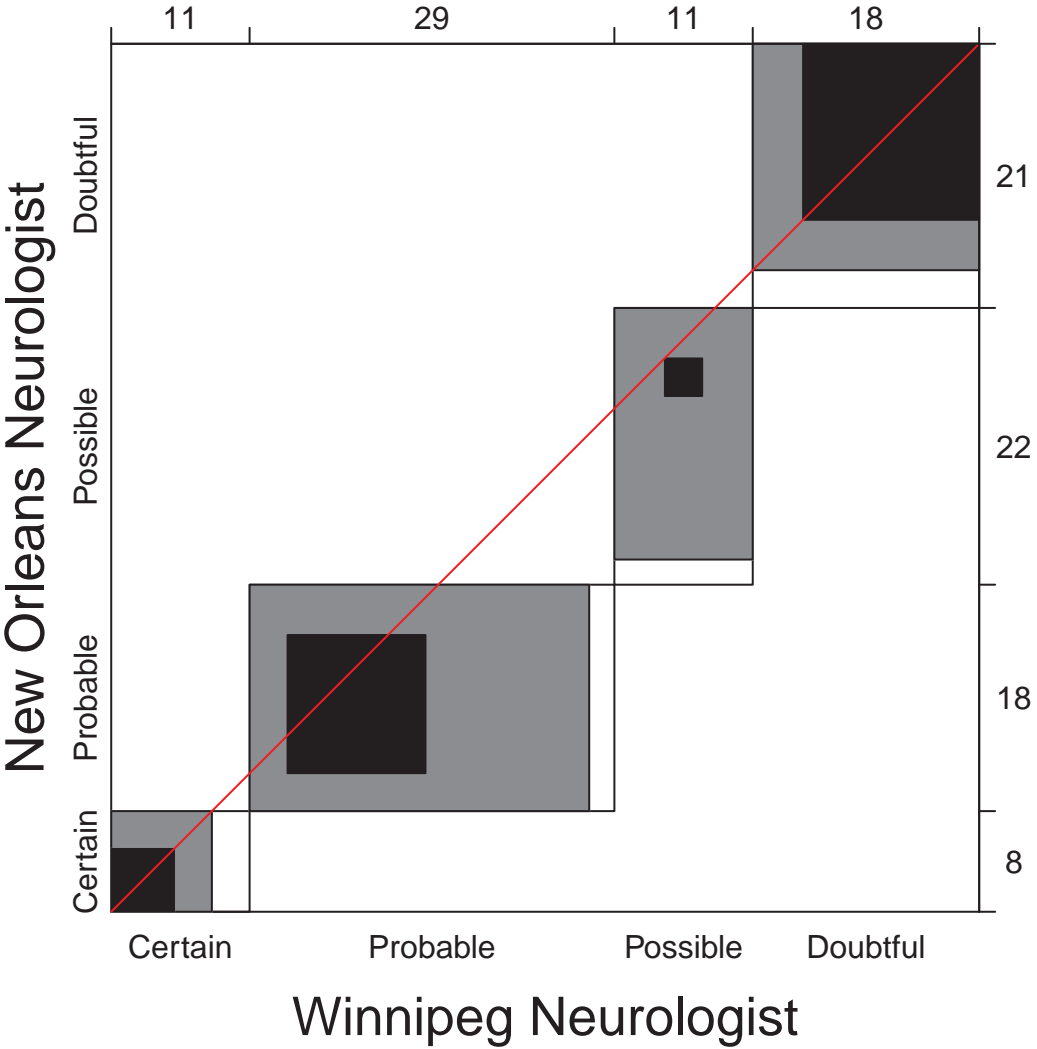 11 29 11 18
New Orleans Neurologist
Doubtful
Possible
Probable
Certain
21
22
18
8
Certain Probable Possible Doubtful
Winnipeg Neurologist